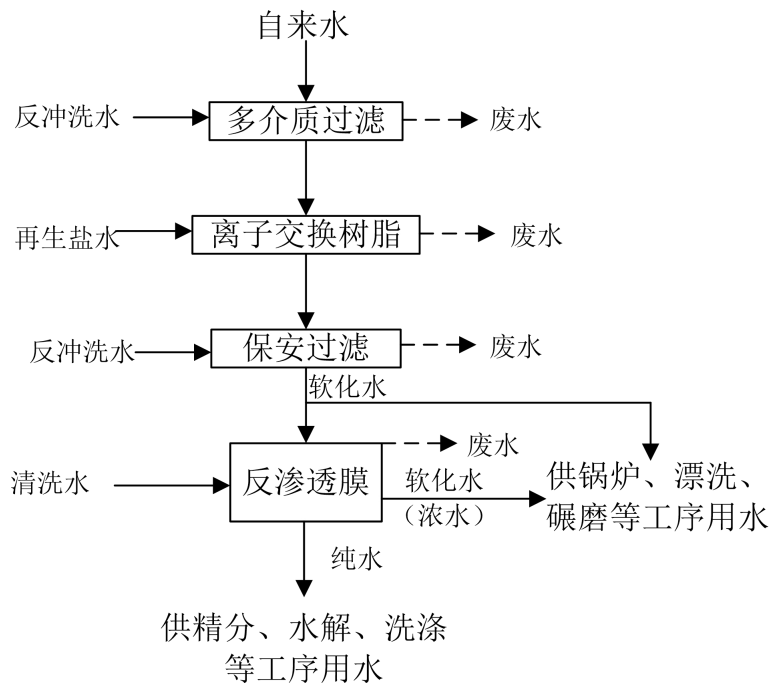 自来水
反冲洗水
多介质过滤
废水
再生盐水
离子交换树脂
废水
反冲洗水
保安过滤
废水
软化水
废水
清洗水
反渗透膜
软化水
（浓水）
供锅炉、漂洗、
碾磨等工序用水
纯水
供精分、水解、洗涤
等工序用水